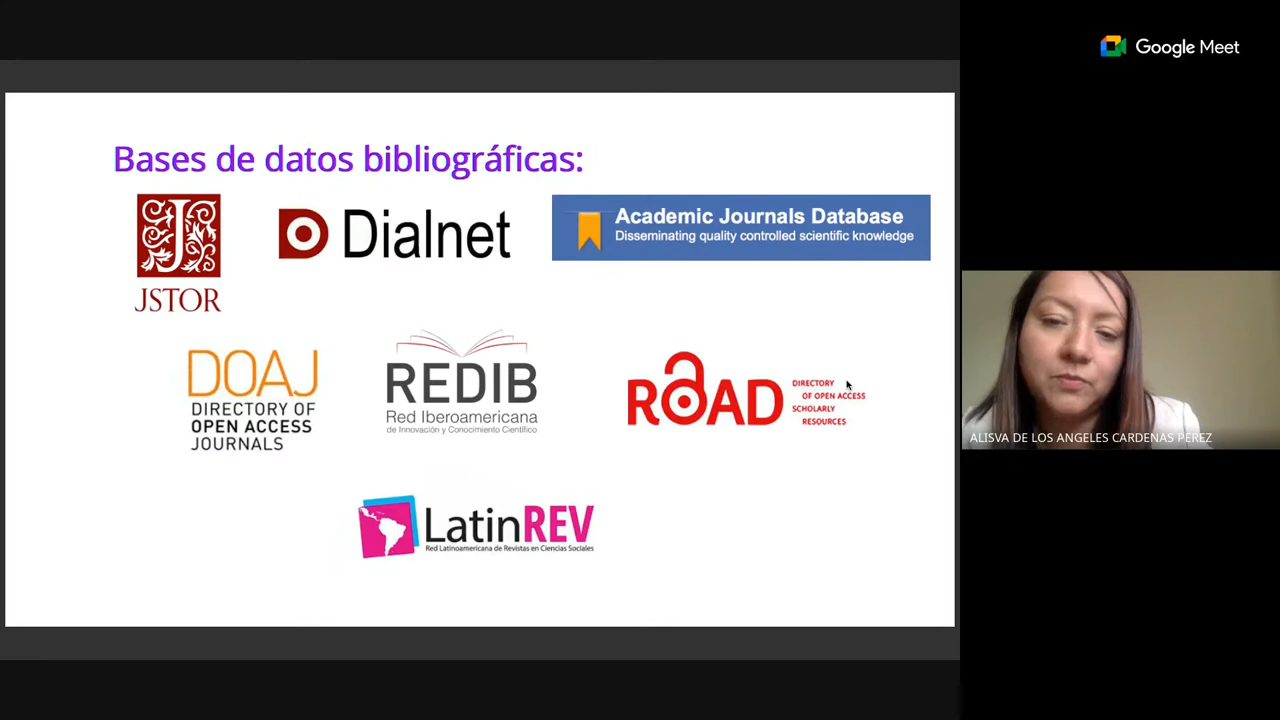 Google Meet
Bases de datos bibliográficas:
JSTOR
Dialnet
Academic Journals Database
Disseminating quality controlled scientific knowledge
DOAJ
DIRECTORY OF
OPEN ACCESS
JOURNALS
REDIB
Red Iberoamericana
de Innovación y Conocimiento Científico
ROAD
DIRECTORY
OF OPEN ACCESS
SCHOLARLY
RESOURCES
LatinREV
Red Latinoamericana de Revistas en Ciencias Sociales
ALISVA DE LOS ANGELES CARDENAS PEREZ